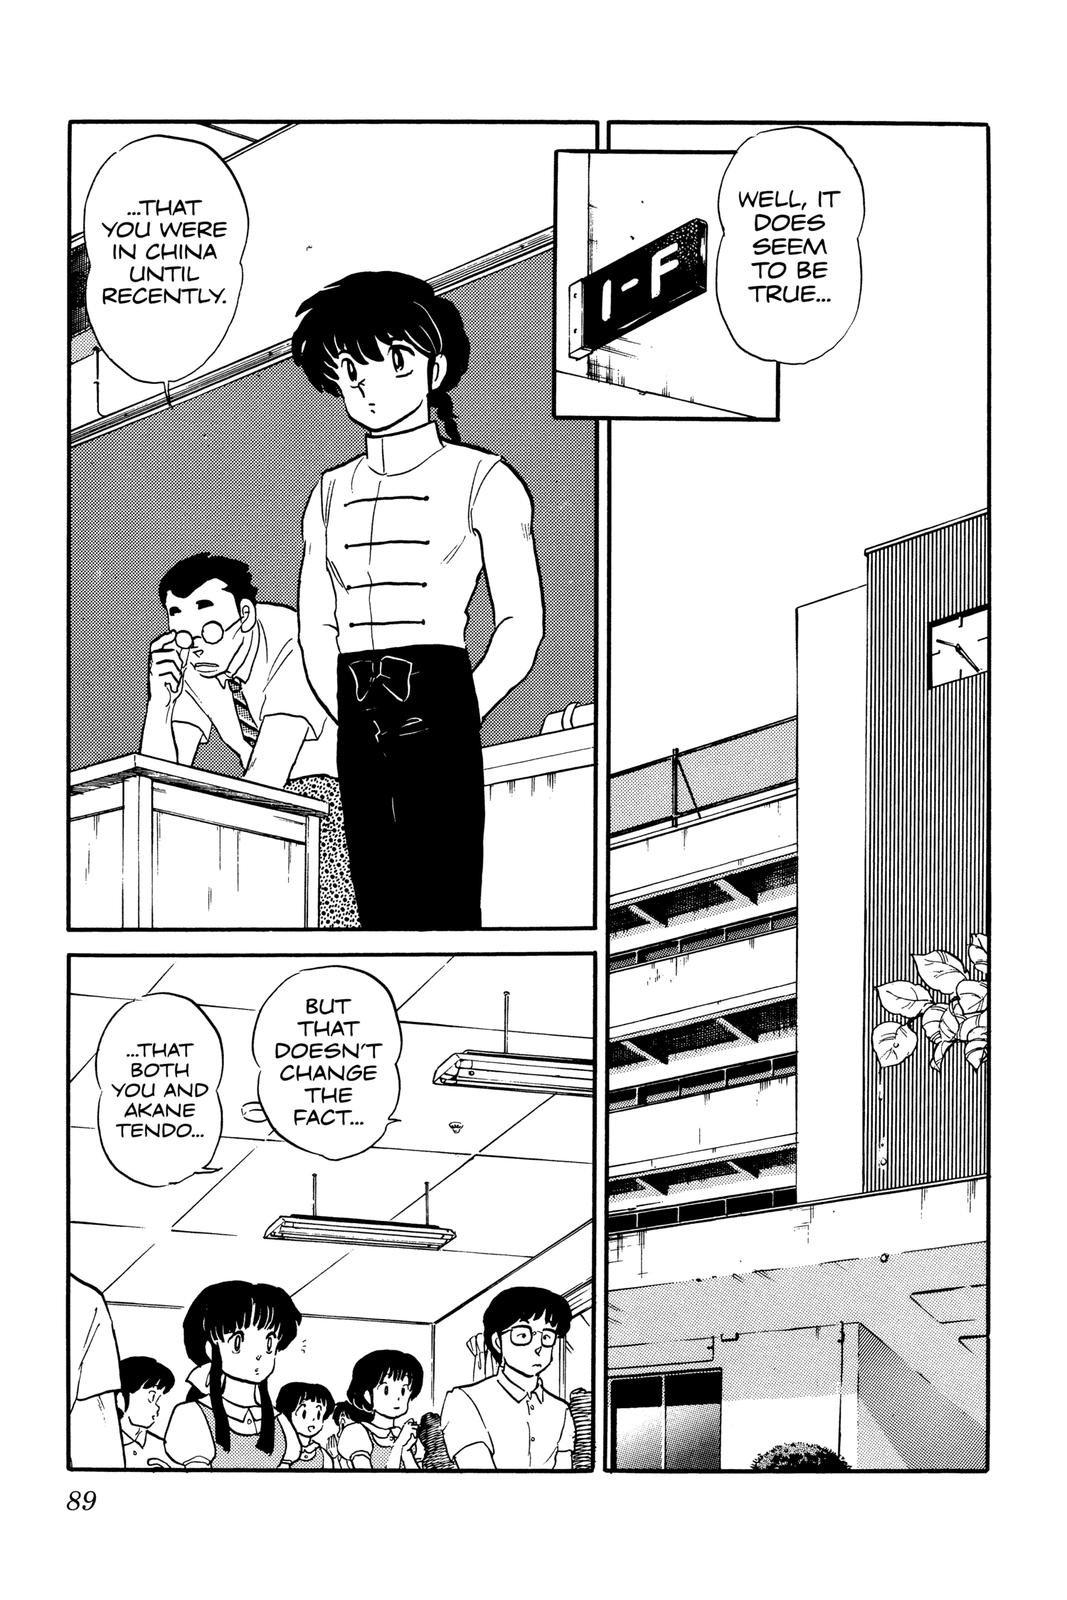 WELL, IT
DOES
SEEM
TO BE
TRUE...
1-F
...THAT
YOU WERE
IN CHINA
UNTIL
RECENTLY.
BUT
THAT
DOESN'T
CHANGE
THE
FACT...
...THAT
BOTH
YOU AND
AKANE
TENDO...
89